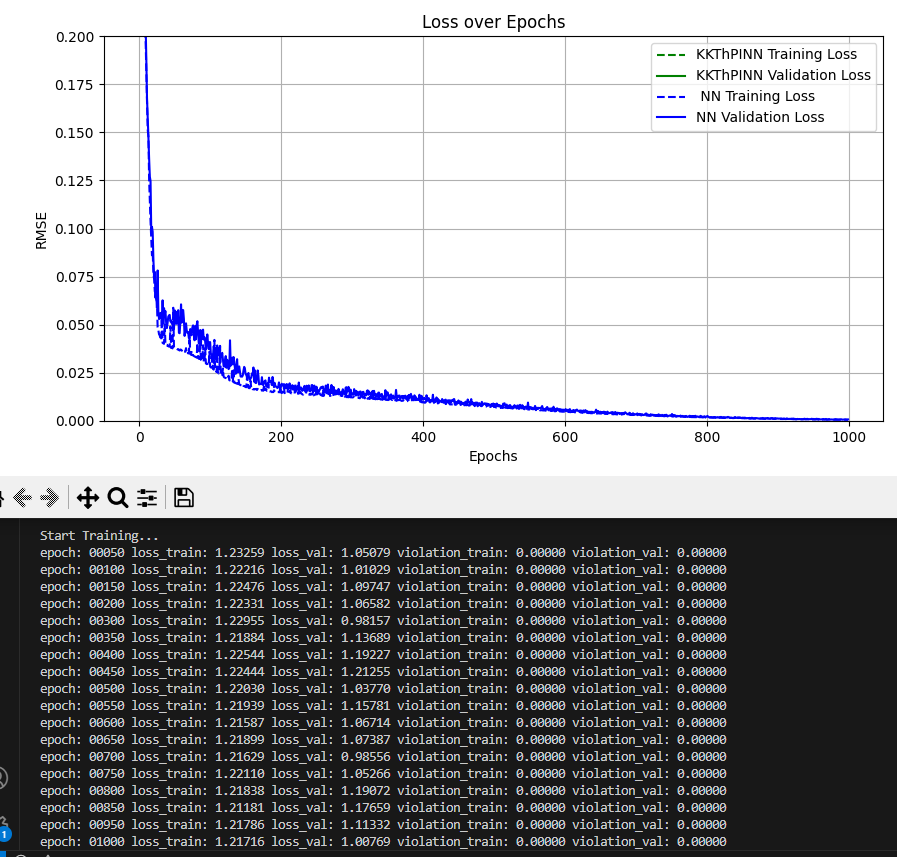 Loss over Epochs
0.200
0.175
0.150
0.125
0.100
0.075
0.050
0.025
0.000
RMSE
KKThPINN Training Loss
KKThPINN Validation Loss
NN Training Loss
NN Validation Loss
0
200
400
600
800
1000
Epochs
Start Training...
epoch: 00050 loss_train: 1.23259 loss_val: 1.05079 violation_train: 0.00000 violation_val: 0.00000
epoch: 00100 loss_train: 1.22216 loss_val: 1.01029 violation_train: 0.00000 violation_val: 0.00000
epoch: 00150 loss_train: 1.22476 loss_val: 1.09747 violation_train: 0.00000 violation_val: 0.00000
epoch: 00200 loss_train: 1.22331 loss_val: 1.06582 violation_train: 0.00000 violation_val: 0.00000
epoch: 00300 loss_train: 1.22955 loss_val: 0.98157 violation_train: 0.00000 violation_val: 0.00000
epoch: 00350 loss_train: 1.21884 loss_val: 1.13689 violation_train: 0.00000 violation_val: 0.00000
epoch: 00400 loss_train: 1.22544 loss_val: 1.19227 violation_train: 0.00000 violation_val: 0.00000
epoch: 00450 loss_train: 1.22444 loss_val: 1.21255 violation_train: 0.00000 violation_val: 0.00000
epoch: 00500 loss_train: 1.22030 loss_val: 1.03770 violation_train: 0.00000 violation_val: 0.00000
epoch: 00550 loss_train: 1.21939 loss_val: 1.15781 violation_train: 0.00000 violation_val: 0.00000
epoch: 00600 loss_train: 1.21587 loss_val: 1.06714 violation_train: 0.00000 violation_val: 0.00000
epoch: 00650 loss_train: 1.21899 loss_val: 1.07387 violation_train: 0.00000 violation_val: 0.00000
epoch: 00700 loss_train: 1.21629 loss_val: 0.98556 violation_train: 0.00000 violation_val: 0.00000
epoch: 00750 loss_train: 1.22110 loss_val: 1.05266 violation_train: 0.00000 violation_val: 0.00000
epoch: 00800 loss_train: 1.21838 loss_val: 1.19072 violation_train: 0.00000 violation_val: 0.00000
epoch: 00850 loss_train: 1.21181 loss_val: 1.17659 violation_train: 0.00000 violation_val: 0.00000
epoch: 00950 loss_train: 1.21786 loss_val: 1.11332 violation_train: 0.00000 violation_val: 0.00000
epoch: 01000 loss_train: 1.21716 loss_val: 1.00769 violation_train: 0.00000 violation_val: 0.00000
1